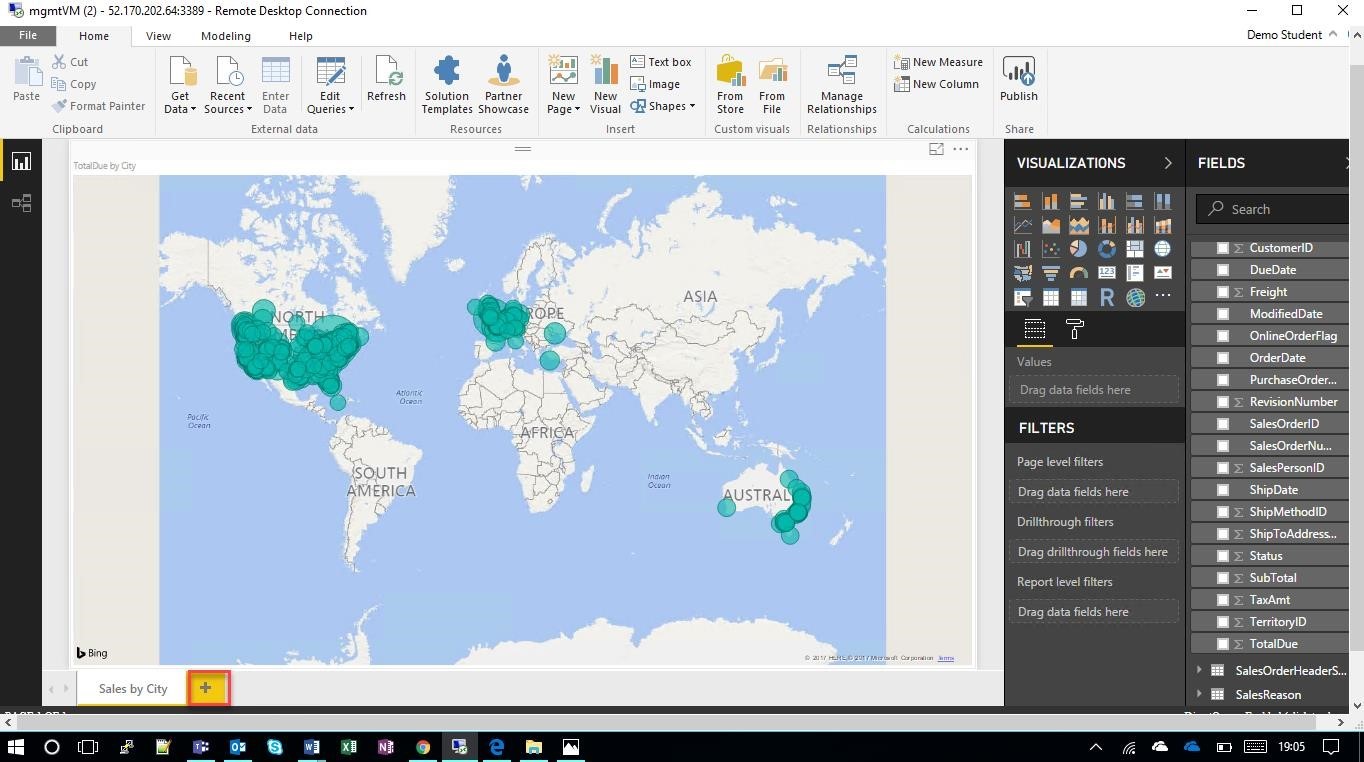 mgmtVM (2) - 52.170.202.64:3389 - Remote Desktop Connection
File Home View Modeling Help Demo Student
Cut
Copy
Format Painter
Paste
Clipboard
Get Data
Recent Sources
Enter Data
Edit Queries
Refresh
External data
Solution Templates
Partner Showcase
Resources
New Page
New Visual
Text box
Image
Shapes
Insert
From Store
From File
Custom visuals
Manage Relationships
Relationships
New Measure
New Column
Calculations
Publish
Share
TotalDue by City
NORTH
ASIA
Atlantic
Ocean
Pacific
Ocean
AFRICA
SOUTH
AMERICA
Indian
Ocean
Bing
© 2017 HERE, © 2017 Microsoft Corporation Terms
VISUALIZATIONS
123
R
Values
Drag data fields here
FILTERS
Page level filters
Drag data fields here
Drillthrough filters
Drag drillthrough fields here
Report level filters
Drag data fields here
FIELDS
Search
Σ CustomerID
DueDate
Σ Freight
ModifiedDate
OnlineOrderFlag
OrderDate
PurchaseOrder...
Σ RevisionNumber
SalesOrderID
SalesOrderNu...
Σ SalesPersonID
ShipDate
Σ ShipMethodID
Σ ShipToAddress...
Σ Status
Σ SubTotal
Σ TaxAmt
Σ TerritoryID
Σ TotalDue
SalesOrderHeaderS...
SalesReason
Sales by City
19:05